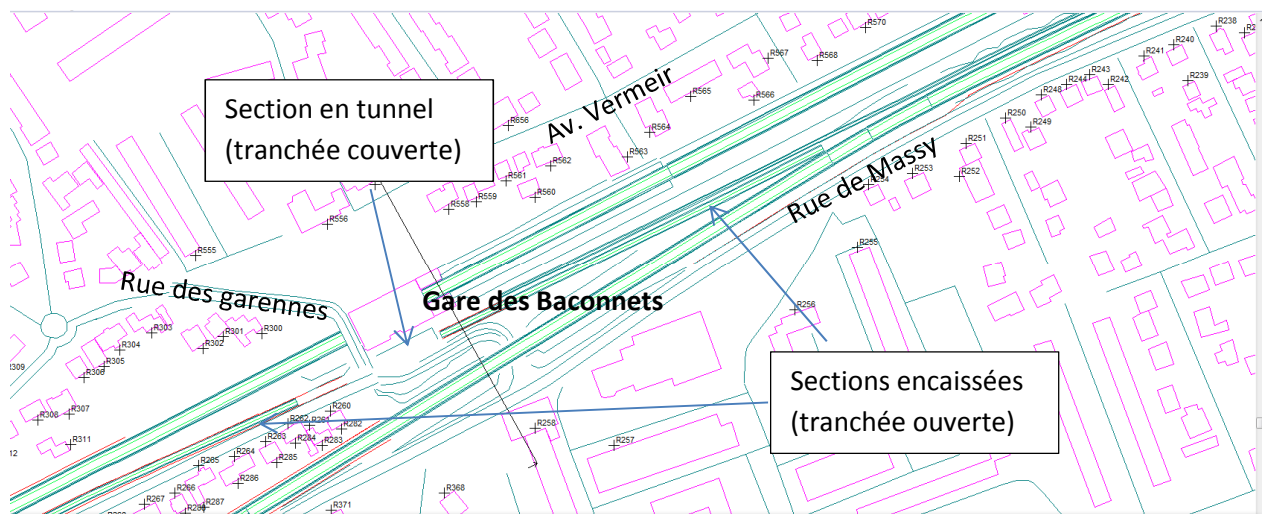 R570
R238
R240
R567
R568
R241
R243
R244
R242
R239
Section en tunnel
(tranchée couverte)
Av. Vermeir
R565
R566
R248
R656
R564
R250
R249
R563
R562
R251
Rue de Massy
R561
R253
R252
R254
R560
R559
R558
R556
R555
R255
Rue des garennes
Gare des Baconnets
R256
R303
R301
R300
R302
R304
R305
R309
R306
Sections encaissées
(tranchée ouverte)
R308
R307
R260
R262
R261
R282
R258
R263
R284
R283
R257
R311
R264
R265
R285
R286
R266
R368
R267
R287
R371